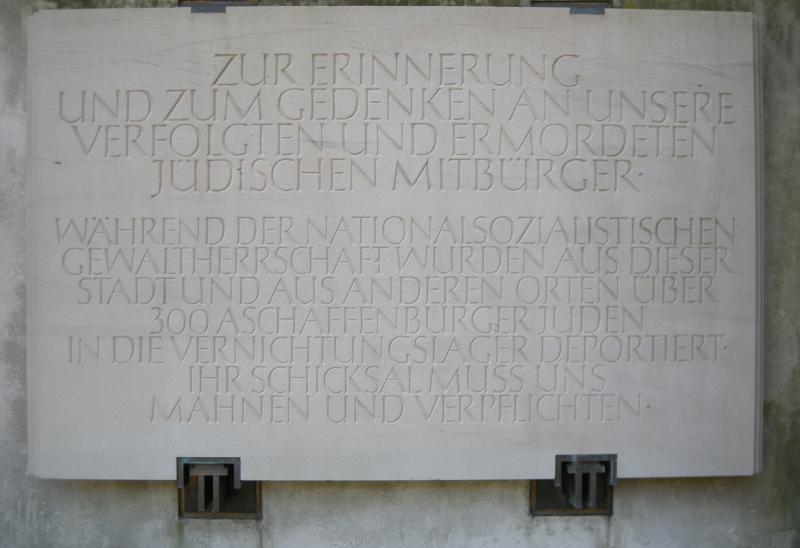 ZUR ERINNERUNG
UND ZUM GEDENKEN AN UNSERE
VERFOLGTEN UND ERMORDETEN
JÜDISCHEN MITBÜRGER·
WÄHREND DER NATIONALSOZIALISTISCHEN
GEWALTHERRSCHAFT WURDEN AUS DIESER
STADT UND AUS ANDEREN ORTEN ÜBER
300 ASCHAFFENBURGER JUDEN
IN DIE VERNICHTUNGSLAGER DEPORTIERT·
IHR SCHICKSAL MUSS UNS
MAHNEN UND VERPFLICHTEN·